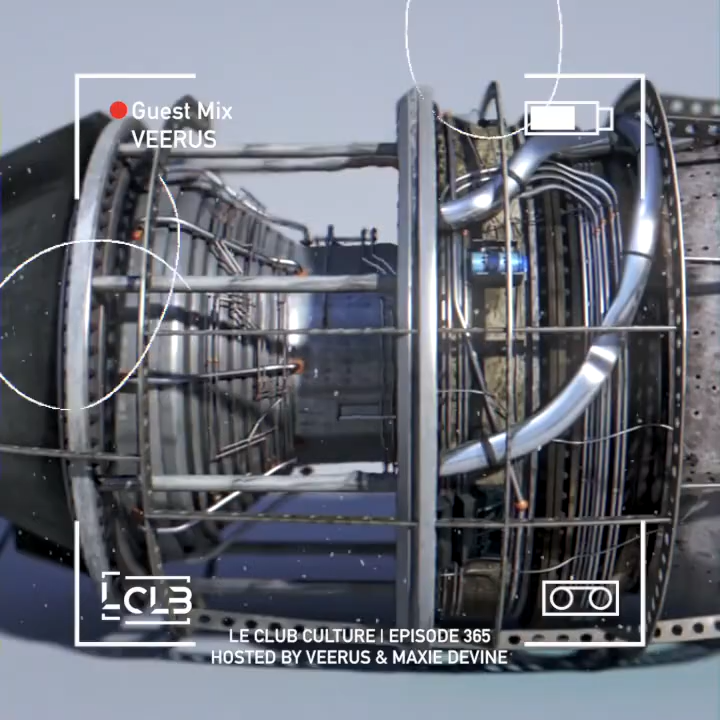 Guest Mix
VEERUS
LCLB
LE CLUB CULTURE | EPISODE 365
HOSTED BY VEERUS & MAXIE DEVINE